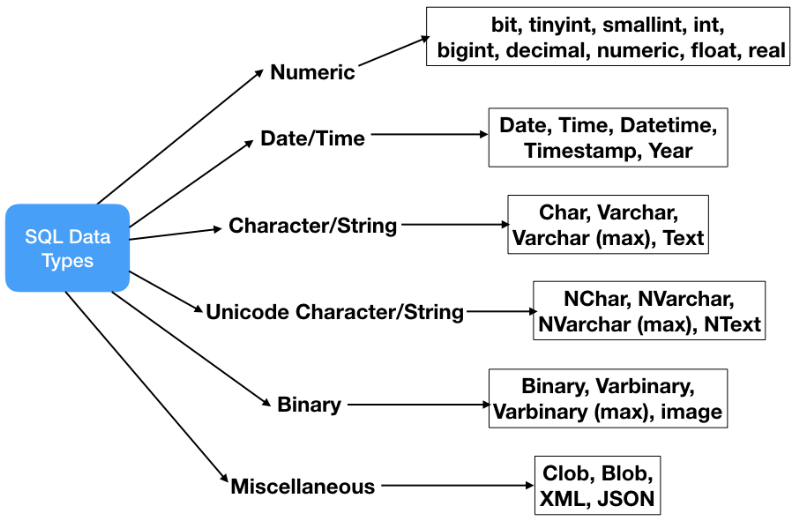 bit, tinyint, smallint, int,
bigint, decimal, numeric, float, real
Numeric
Date/Time
Date, Time, Datetime,
Timestamp, Year
SQL Data
Types
Character/String
Char, Varchar,
Varchar (max), Text
Unicode Character/String
NChar, NVarchar,
NVarchar (max), NText
Binary
Binary, Varbinary,
Varbinary (max), image
Miscellaneous
Clob, Blob,
XML, JSON